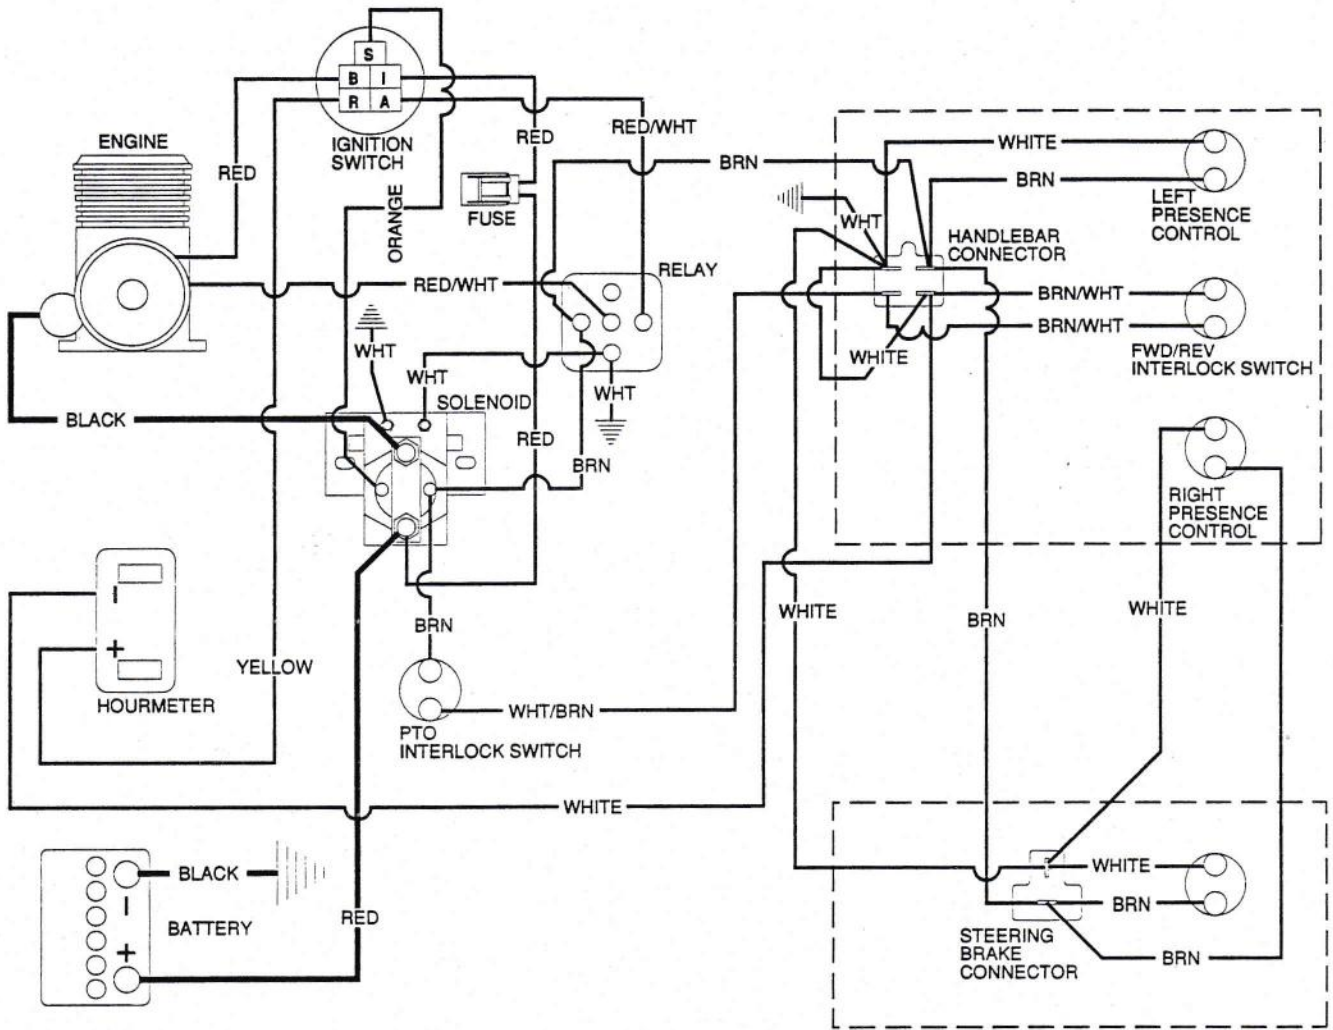 S
B I
R A
IGNITION
SWITCH
ENGINE
RED
ORANGE
RED
FUSE
RED/WHT
BRN
WHITE
BRN
LEFT
PRESENCE
CONTROL
WHT
HANDLEBAR
CONNECTOR
RELAY
RED/WHT
BRN/WHT
BRN/WHT
FWD/REV
INTERLOCK SWITCH
WHT
WHT
WHT
WHITE
SOLENOID
BLACK
RED
BRN
RIGHT
PRESENCE
CONTROL
-
+
HOURMETER
YELLOW
BRN
WHITE
BRN
WHITE
WHT/BRN
PTO
INTERLOCK SWITCH
WHITE
BLACK
-
BATTERY
+
RED
WHITE
BRN
STEERING
BRAKE
CONNECTOR
BRN